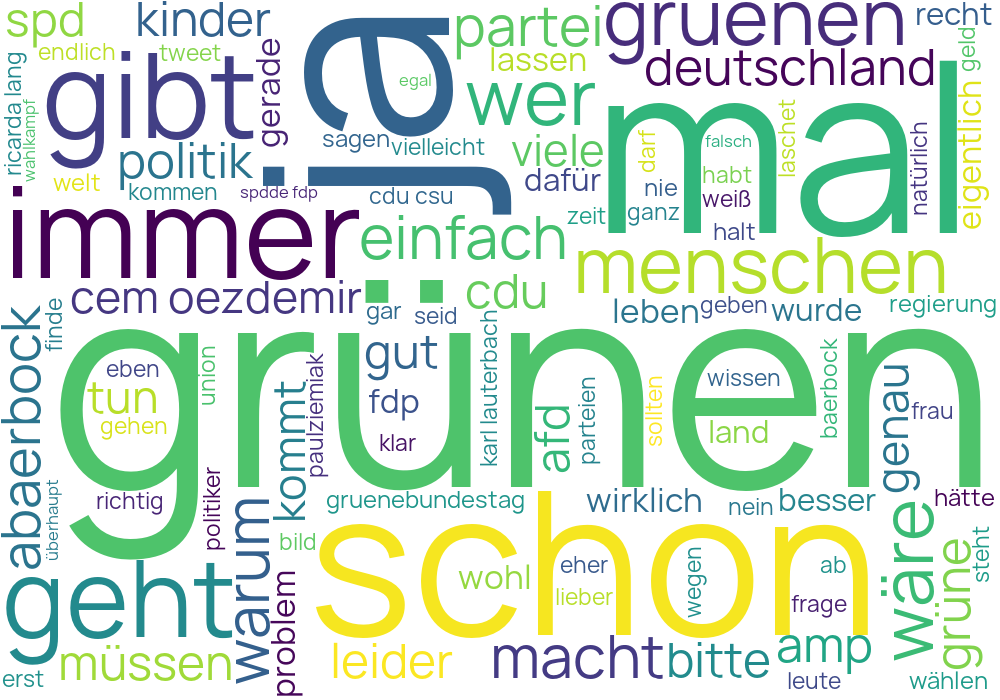 spd
kinder
ja
partei
gruenen
recht
endlich
tweet
gerade
egal
lassen
deutschland
geld
ricarda lang
wahlkampf
gibt
wer
mal
politik
sagen
vielleicht
viele
darf
falsch
laschet
natürlich
eigentlich
welt
kommen
spdde fdp
cdu csu
dafür
nie
habt
weiß
zeit
ganz
halt
immer
einfach
menschen
cem oezdemir
cdu
gar
seid
leben
geben
wurde
regierung
abaerbock
finde
grünen
eben
tun
gehen
union
kommt
paulziemiak
gut
fdp
klar
karl lauterbach
afd
parteien
sollten
wissen
land
baerbock
genau
frau
richtig
politiker
überhaupt
warum
gruenebundestag
wirklich
nein
besser
hätte
bild
schon
wohl
eher
lieber
wegen
ab
frage
wäre
grüne
steht
geht
problem
müssen
erst
leider
macht
bitte
amp
leute
wählen